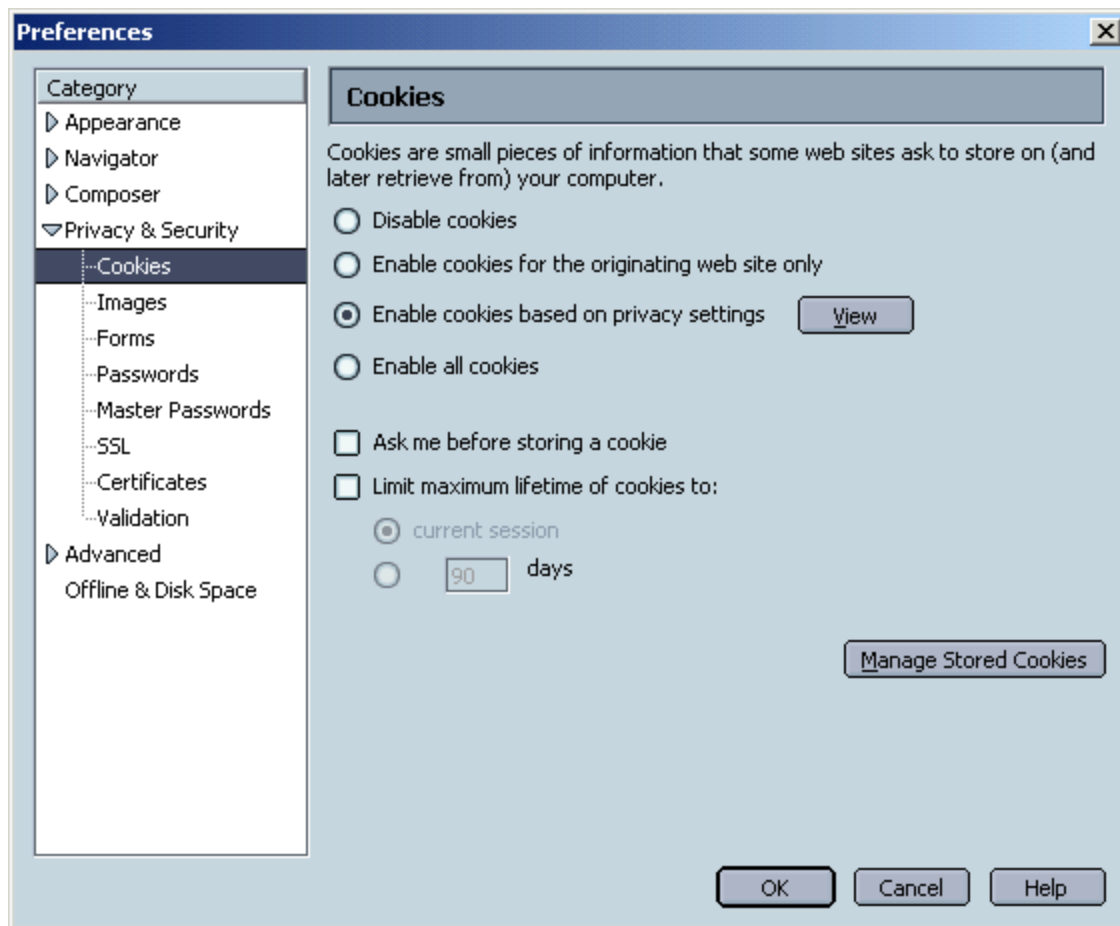 Preferences
Category
Appearance
Navigator
Composer
Privacy & Security
Cookies
Images
Forms
Passwords
Master Passwords
SSL
Certificates
Validation
Advanced
Offline & Disk Space
Cookies
Cookies are small pieces of information that some web sites ask to store on (and
later retrieve from) your computer.
Disable cookies
Enable cookies for the originating web site only
Enable cookies based on privacy settings View
Enable all cookies
Ask me before storing a cookie
Limit maximum lifetime of cookies to:
current session
90 days
Manage Stored Cookies
OK Cancel Help